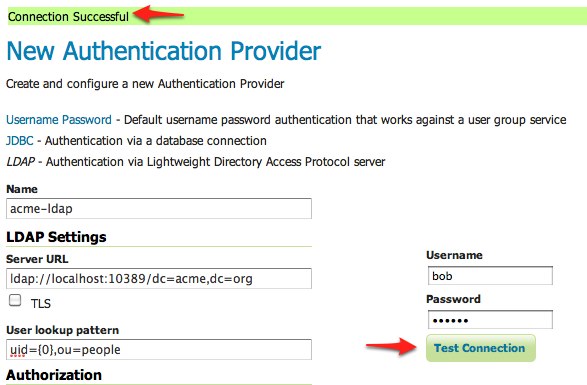 Connection Successful
New Authentication Provider
Create and configure a new Authentication Provider
Username Password - Default username password authentication that works against a user group service
JDBC - Authentication via a database connection
LDAP - Authentication via Lightweight Directory Access Protocol server
Name
acme-ldap
LDAP Settings
Server URL
ldap://localhost:10389/dc=acme,dc=org
TLS
User lookup pattern
uid={0},ou=people
Authorization
Username
bob
Password
••••••
Test Connection